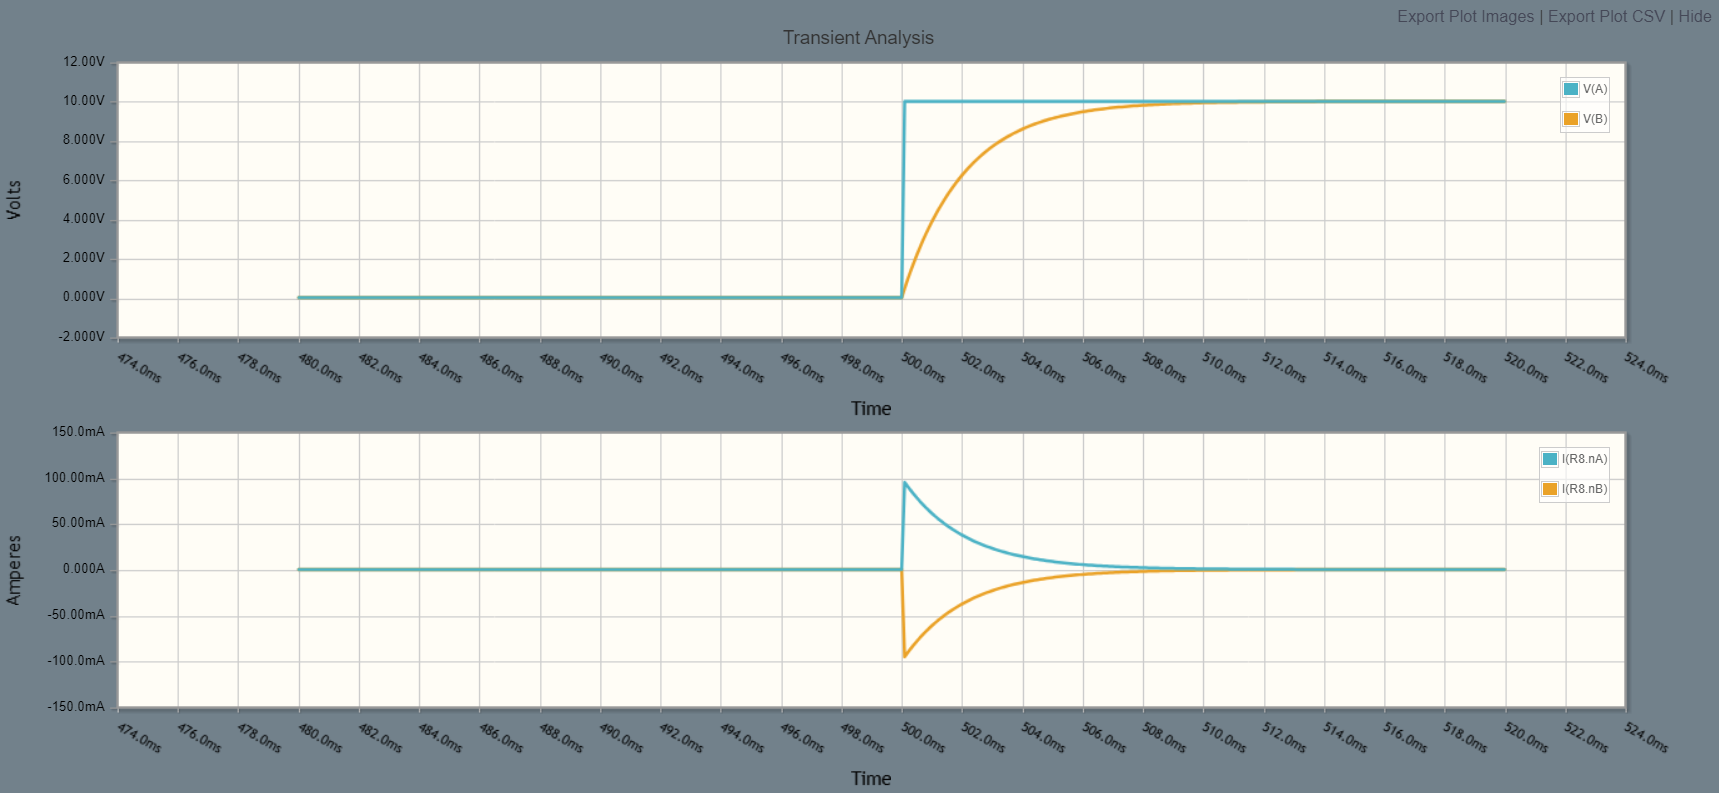 Export Plot Images | Export Plot CSV | Hide
Transient Analysis
12.00V
10.00V
8.000V
6.000V
4.000V
2.000V
0.000V
-2.000V
Volts
V(A)
V(B)
474.0ms 476.0ms 478.0ms 480.0ms 482.0ms 484.0ms 486.0ms 488.0ms 490.0ms 492.0ms 494.0ms 496.0ms 498.0ms 500.0ms 502.0ms 504.0ms 506.0ms 508.0ms 510.0ms 512.0ms 514.0ms 516.0ms 518.0ms 520.0ms 522.0ms 524.0ms
Time
150.0mA
100.00mA
50.00mA
0.000A
-50.00mA
-100.0mA
-150.0mA
Amperes
I(R8.nA)
I(R8.nB)
474.0ms 476.0ms 478.0ms 480.0ms 482.0ms 484.0ms 486.0ms 488.0ms 490.0ms 492.0ms 494.0ms 496.0ms 498.0ms 500.0ms 502.0ms 504.0ms 506.0ms 508.0ms 510.0ms 512.0ms 514.0ms 516.0ms 518.0ms 520.0ms 522.0ms 524.0ms
Time